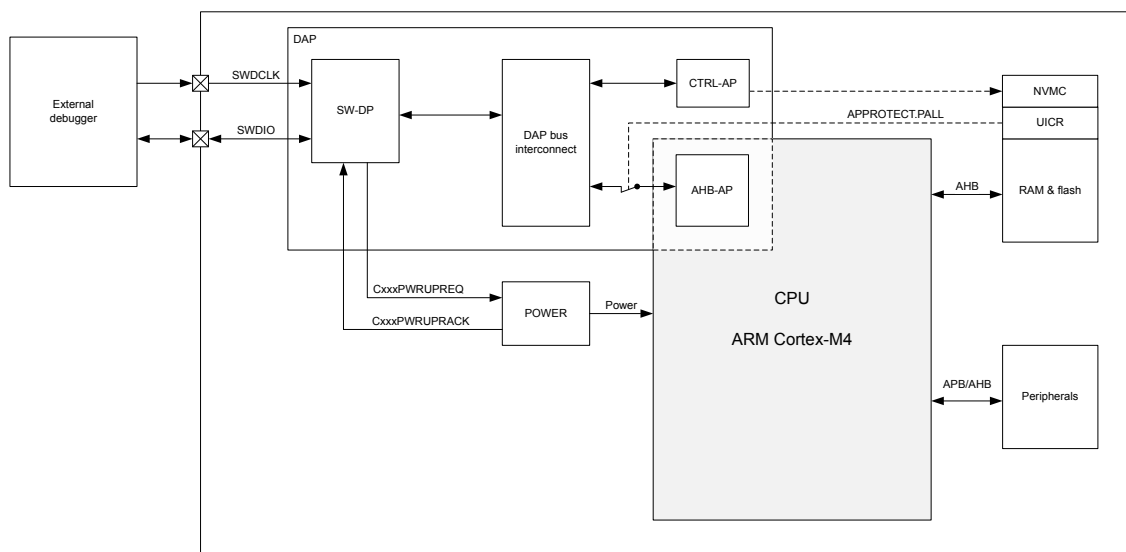 DAP
External
debugger
SWDCLK
SWDIO
SW-DP
DAP bus
interconnect
CTRL-AP
AHB-AP
NVMC
UICR
RAM & flash
APPROTECT.PALL
AHB
CxxxPWRUPREQ
CxxxPWRUPRACK
POWER
Power
CPU
ARM Cortex-M4
APB/AHB
Peripherals